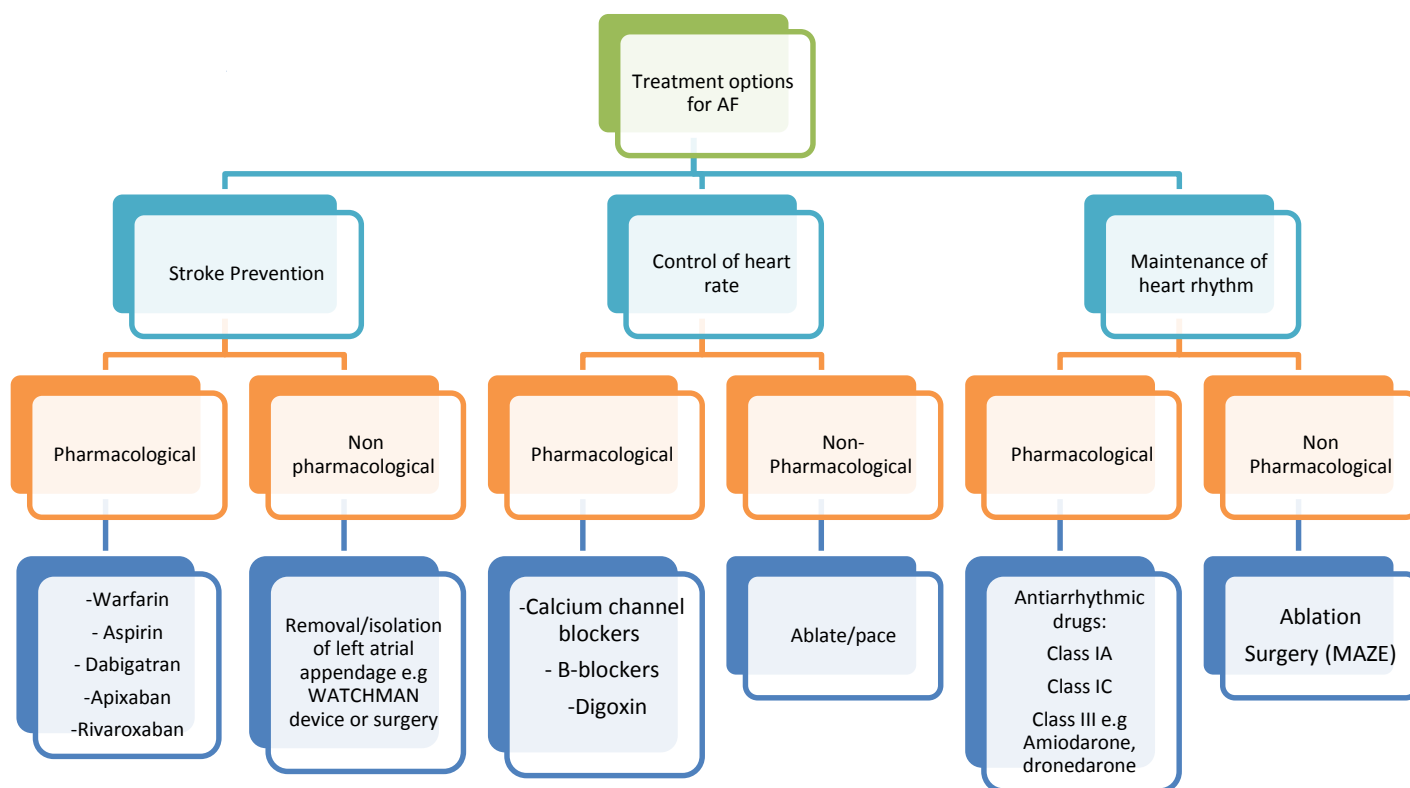 Treatment options
for AF
Stroke Prevention
Control of heart
rate
Maintenance of
heart rhythm
Pharmacological
Non
pharmacological
Pharmacological
Non-
Pharmacological
Pharmacological
Non
Pharmacological
-Warfarin
- Aspirin
- Dabigatran
-Apixaban
-Rivaroxaban
Removal/isolation
of left atrial
appendage e.g
WATCHMAN
device or surgery
-Calcium channel
blockers
- B-blockers
-Digoxin
Ablate/pace
Antiarrhythmic
drugs:
Class IA
Class IC
Class III e.g
Amiodarone,
dronedarone
Ablation
Surgery (MAZE)